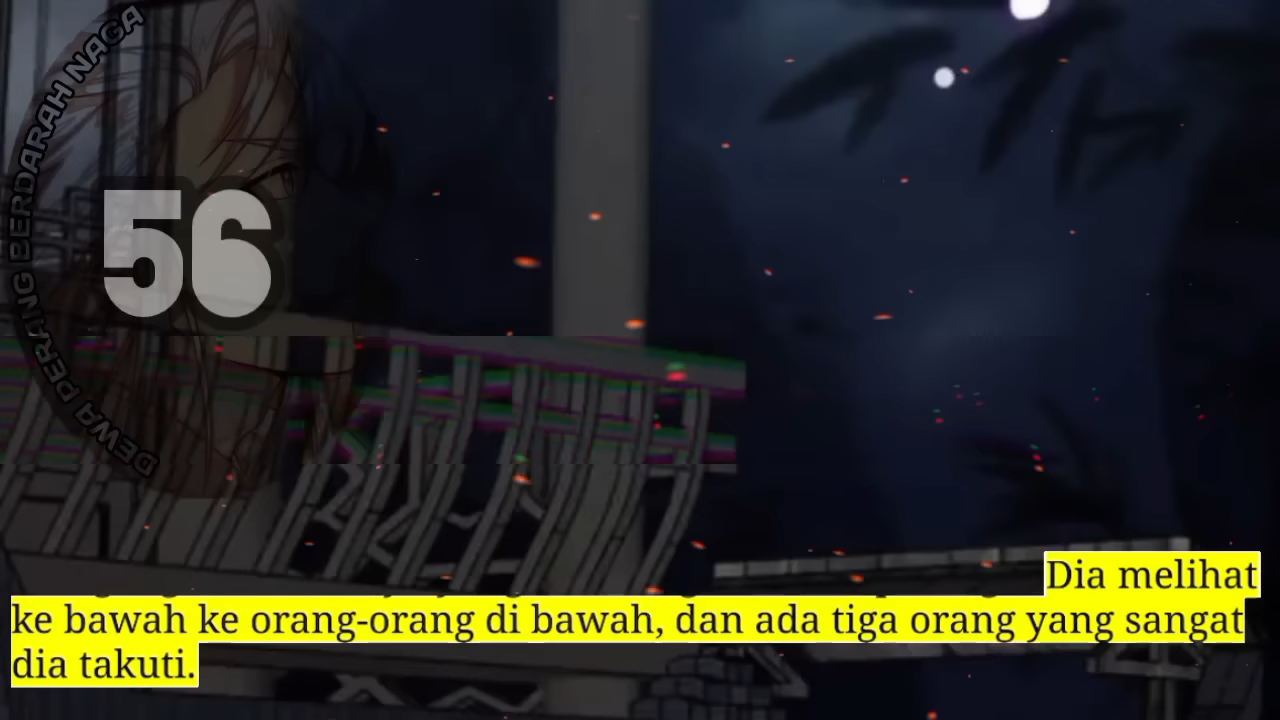 DEWA PERANG BERDARAH NAGA
56
Dia melihat
ke bawah ke orang-orang di bawah, dan ada tiga orang yang sangat
dia takuti.